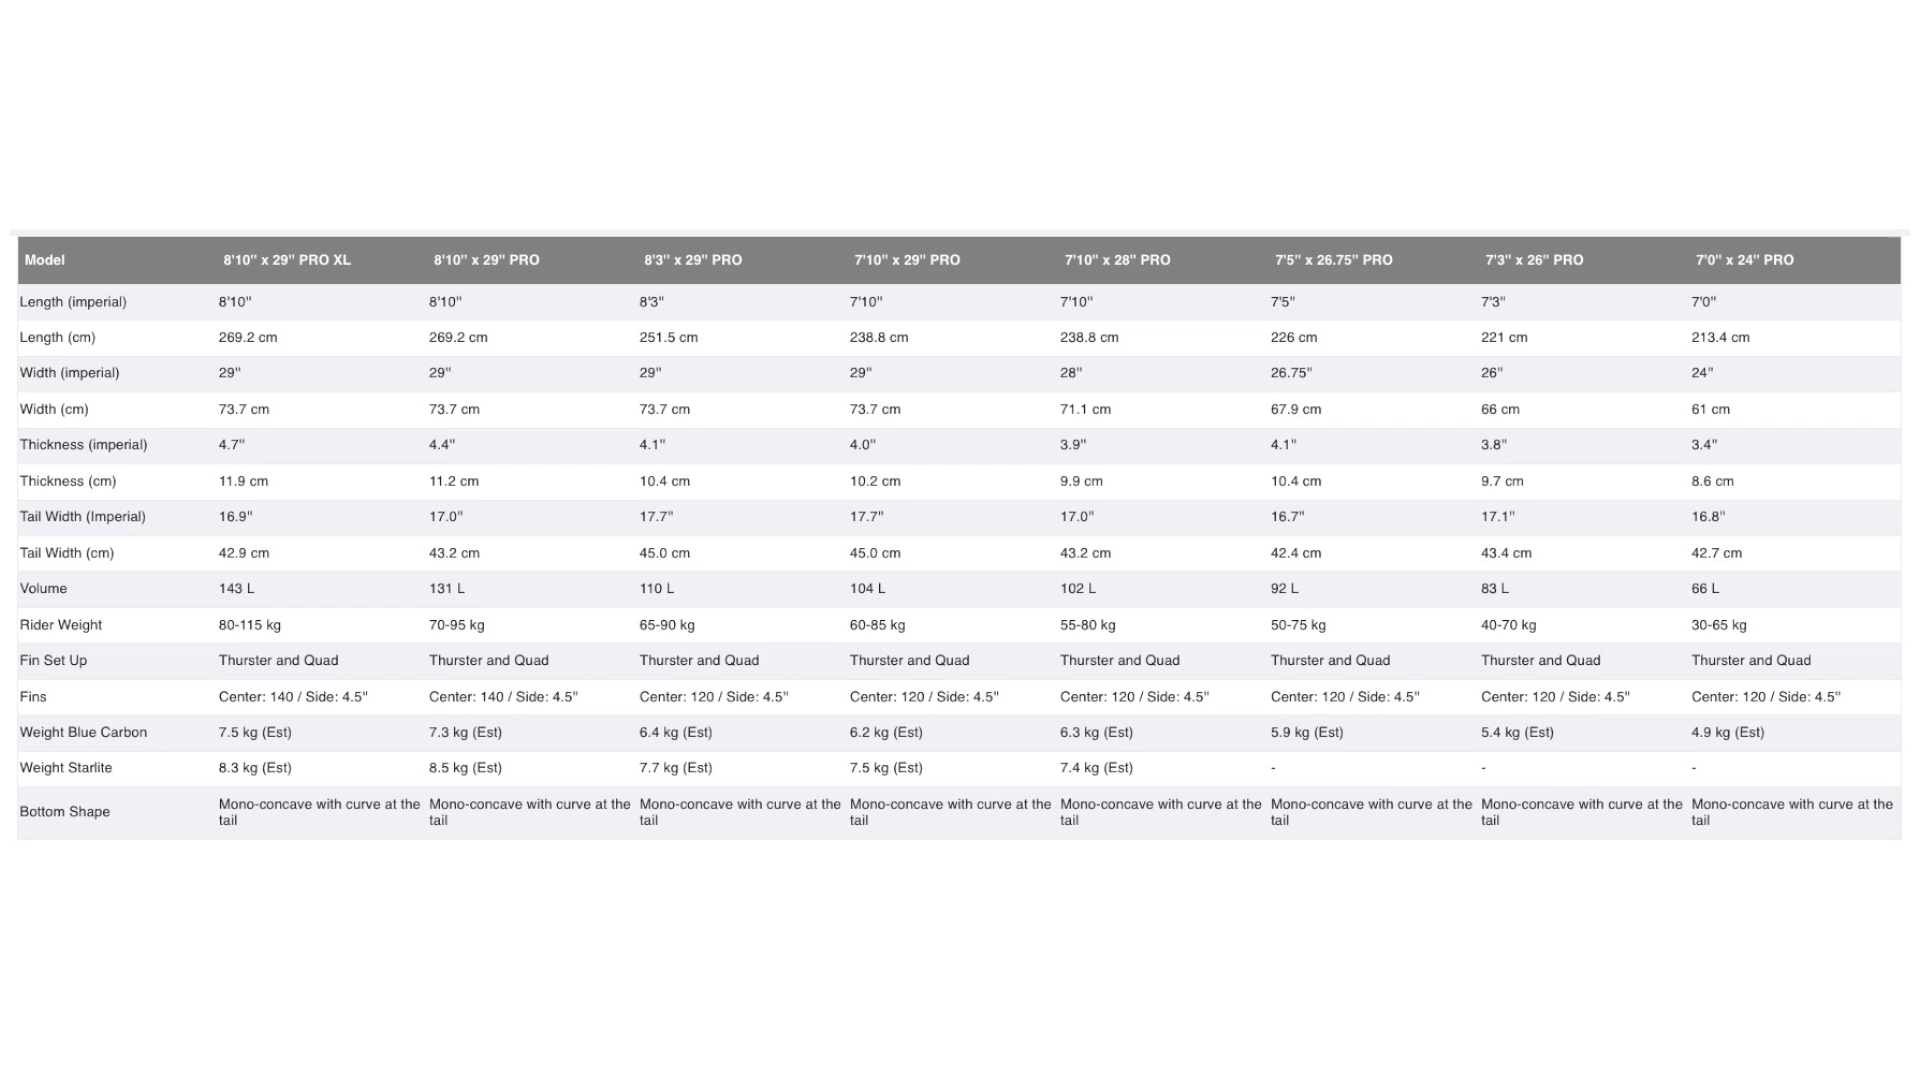 Model 8'10" x 29" PRO XL 8'10" x 29" PRO 8'3" x 29" PRO 7'10" x 29" PRO 7'10" x 28" PRO 7'5" x 26.75" PRO 7'3" x 26" PRO 7'0" x 24" PRO
Length (imperial) 8'10" 8'10" 8'3" 7'10" 7'10" 7'5" 7'3" 7'0"
Length (cm) 269.2 cm 269.2 cm 251.5 cm 238.8 cm 238.8 cm 226 cm 221 cm 213.4 cm
Width (imperial) 29" 29" 29" 29" 28" 26.75" 26" 24"
Width (cm) 73.7 cm 73.7 cm 73.7 cm 73.7 cm 71.1 cm 67.9 cm 66 cm 61 cm
Thickness (imperial) 4.7" 4.4" 4.1" 4.0" 3.9" 4.1" 3.8" 3.4"
Thickness (cm) 11.9 cm 11.2 cm 10.4 cm 10.2 cm 9.9 cm 10.4 cm 9.7 cm 8.6 cm
Tail Width (Imperial) 16.9" 17.0" 17.7" 17.7" 17.0" 16.7" 17.1" 16.8"
Tail Width (cm) 42.9 cm 43.2 cm 45.0 cm 45.0 cm 43.2 cm 42.4 cm 43.4 cm 42.7 cm
Volume 143 L 131 L 110 L 104 L 102 L 92 L 83 L 66 L
Rider Weight 80-115 kg 70-95 kg 65-90 kg 60-85 kg 55-80 kg 50-75 kg 40-70 kg 30-65 kg
Fin Set Up Thurster and Quad Thurster and Quad Thurster and Quad Thurster and Quad Thurster and Quad Thurster and Quad Thurster and Quad Thurster and Quad
Fins Center: 140 / Side: 4.5" Center: 140 / Side: 4.5" Center: 120 / Side: 4.5" Center: 120 / Side: 4.5" Center: 120 / Side: 4.5" Center: 120 / Side: 4.5" Center: 120 / Side: 4.5" Center: 120 / Side: 4.5"
Weight Blue Carbon 7.5 kg (Est) 7.3 kg (Est) 6.4 kg (Est) 6.2 kg (Est) 6.3 kg (Est) 5.9 kg (Est) 5.4 kg (Est) 4.9 kg (Est)
Weight Starlite 8.3 kg (Est) 8.5 kg (Est) 7.7 kg (Est) 7.5 kg (Est) 7.4 kg (Est) - - -
Bottom Shape Mono-concave with curve at the Mono-concave with curve at the Mono-concave with curve at the Mono-concave with curve at the Mono-concave with curve at the Mono-concave with curve at the Mono-concave with curve at the Mono-concave with curve at the
tail tail tail tail tail tail tail tail